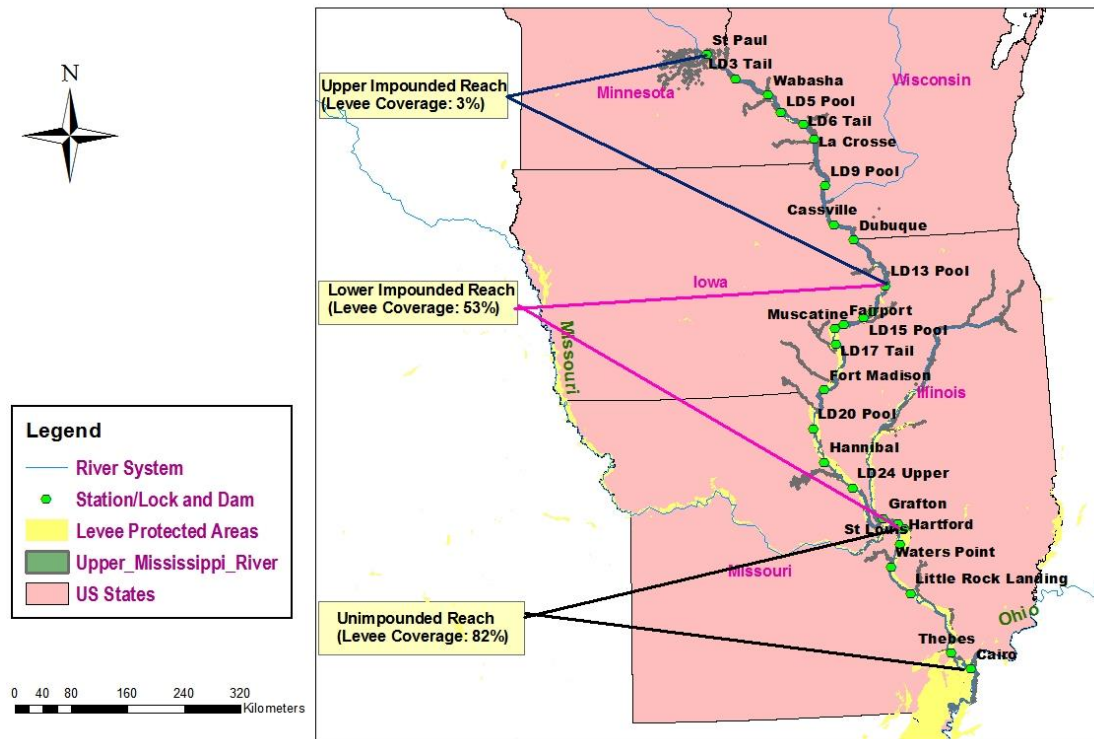 N
Upper Impounded Reach
(Levee Coverage: 3%)
Lower Impounded Reach
(Levee Coverage: 53%)
Unimpounded Reach
(Levee Coverage: 82%)
St Paul
LD3 Tail
Wabasha
Wisconsin
Minnesota
LD5 Pool
LD6 Tail
La Crosse
LD9 Pool
Cassville
Dubuque
LD13 Pool
Iowa
Muscatine
Fairport
LD15 Pool
LD17 Tail
Missouri
Fort Madison
Illinois
LD20 Pool
Hannibal
LD24 Upper
Grafton
Hartford
St Louis
Waters Point
Missouri
Little Rock Landing
Ohio
Thebes
Cairo
Legend
River System
Station/Lock and Dam
Levee Protected Areas
Upper_Mississippi_River
US States
0 40 80 160 240 320
Kilometers